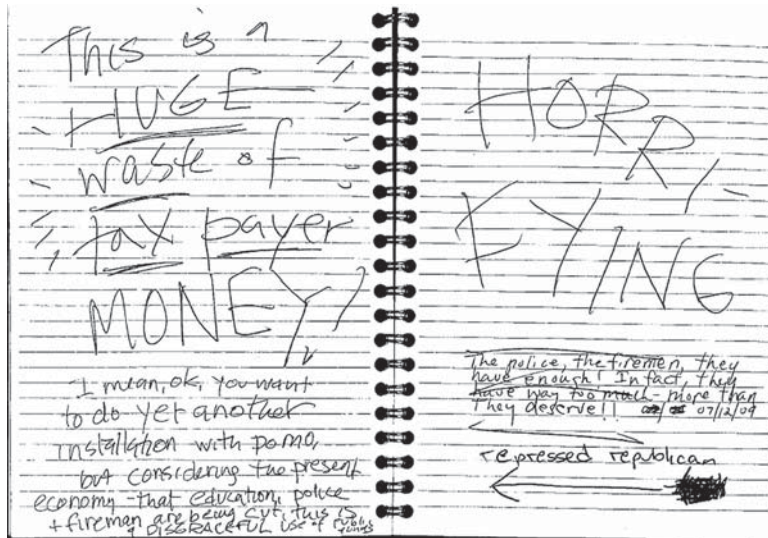 This is a
HUGE
waste of
tax payer
MONEY!
I mean, ok, you want
to do yet another
installation with pomo,
but considering the present
economy - that education, police
+ fireman are being cut, this is
a DISGRACEFUL use of public
funds
HORRI-
FYING
The police, the firemen, they
have enough! In fact, they
have way too much - more than
They deserve!! 07/12/09
repressed republican